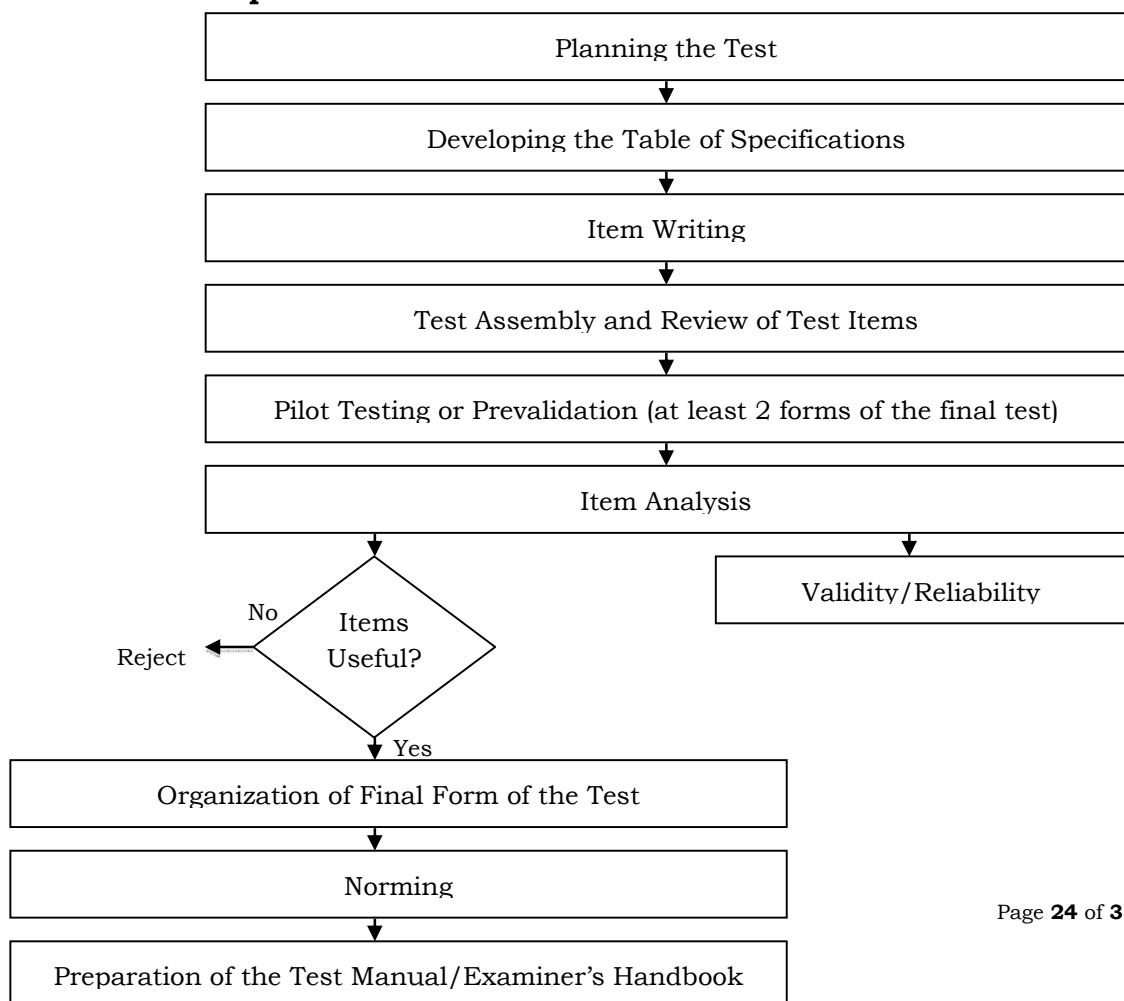 Planning the Test
Developing the Table of Specifications
Item Writing
Test Assembly and Review of Test Items
Pilot Testing or Prevalidation (at least 2 forms of the final test)
Item Analysis
Validity/Reliability
No
Items
Useful?
Reject
Yes
Organization of Final Form of the Test
Norming
Page 24 of 3
Preparation of the Test Manual/Examiner's Handbook